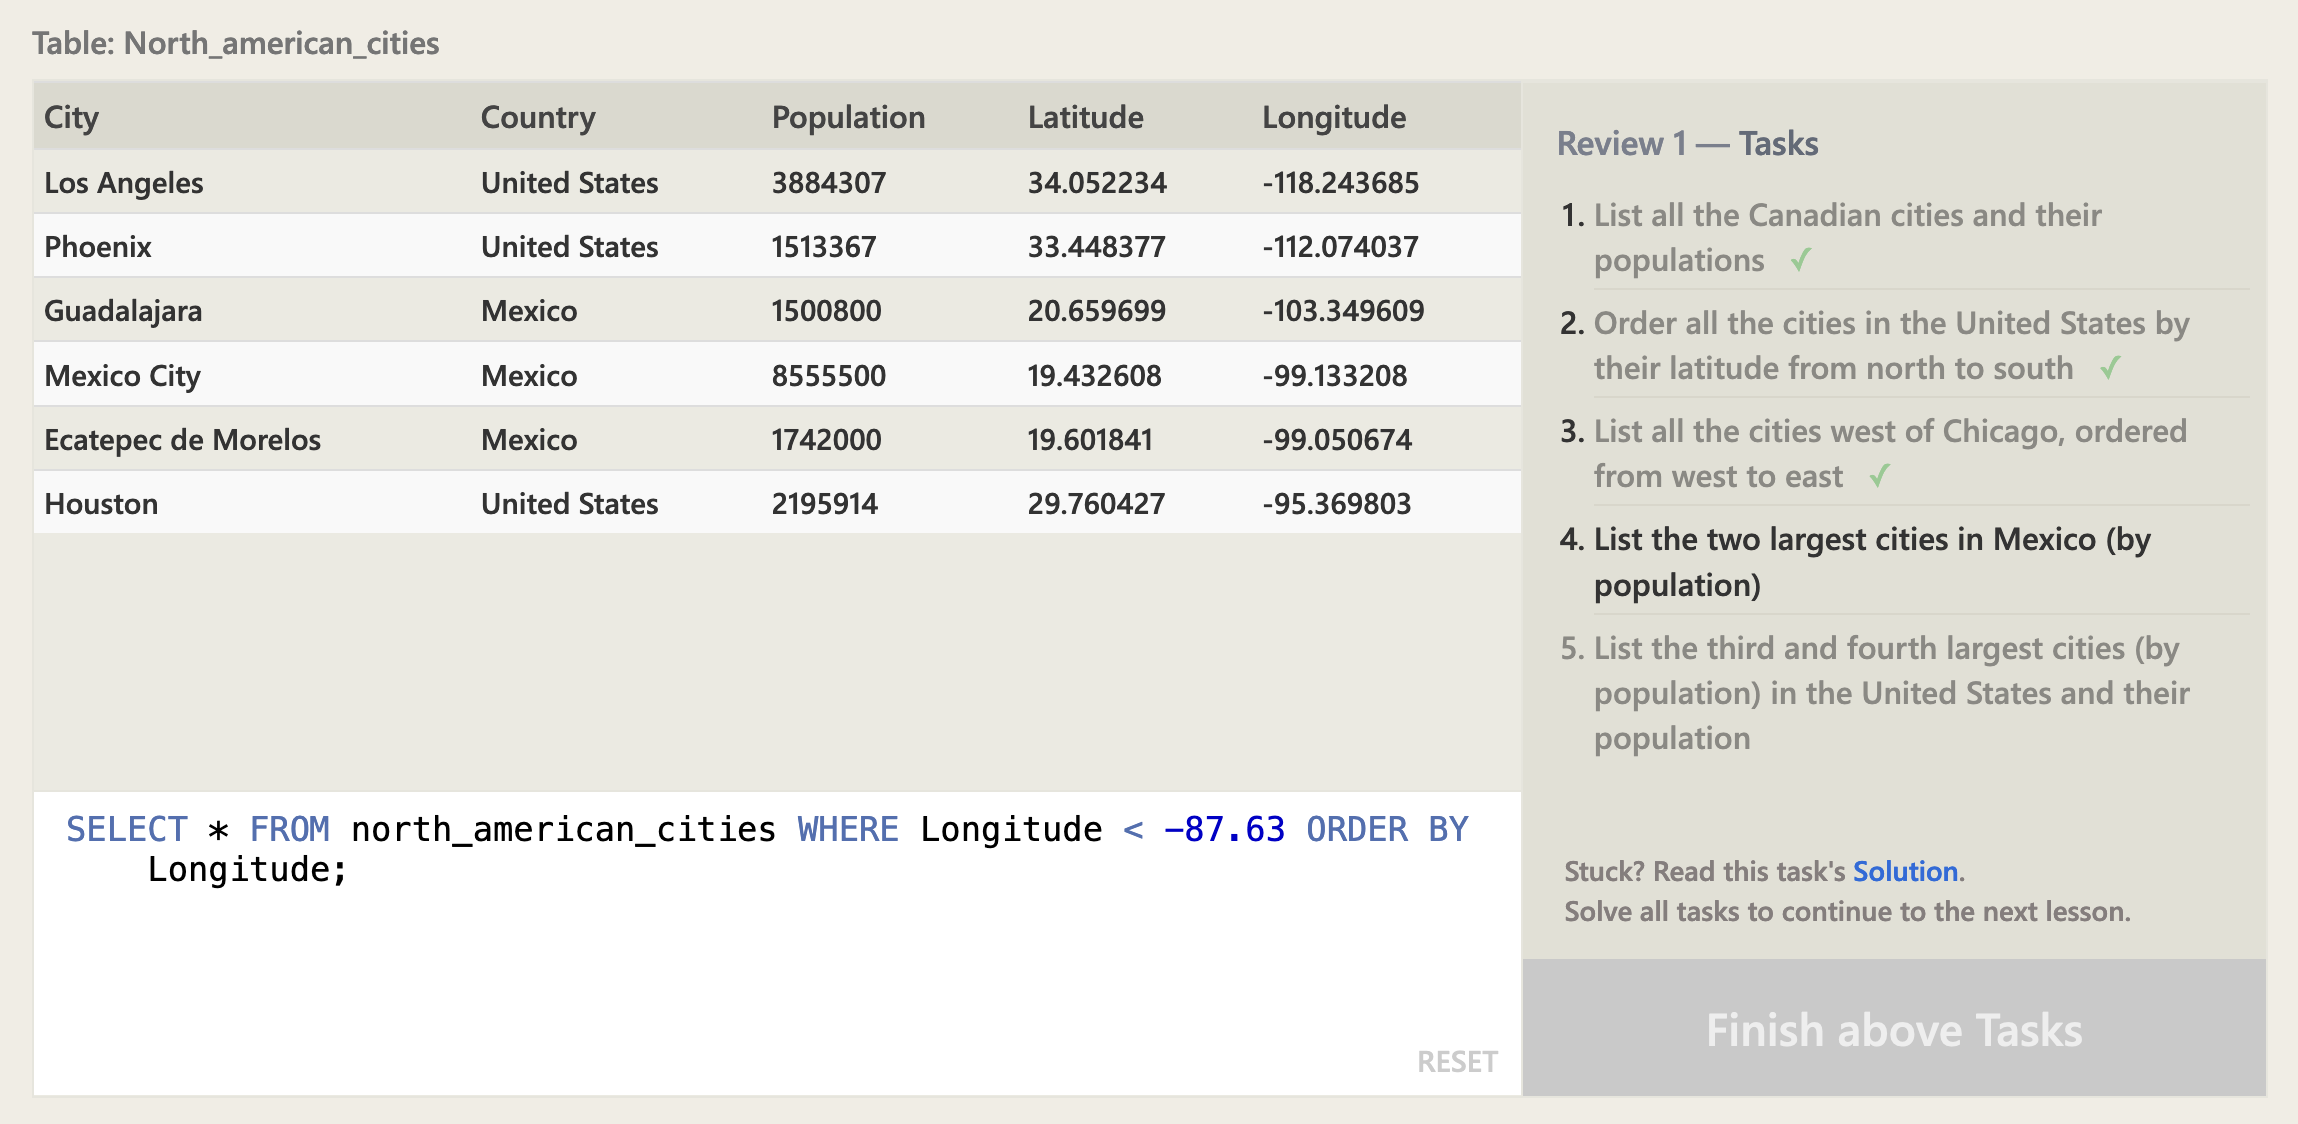 Table: North_american_cities
City Country Population Latitude Longitude
Los Angeles United States 3884307 34.052234 -118.243685
Phoenix United States 1513367 33.448377 -112.074037
Guadalajara Mexico 1500800 20.659699 -103.349609
Mexico City Mexico 8555500 19.432608 -99.133208
Ecatepec de Morelos Mexico 1742000 19.601841 -99.050674
Houston United States 2195914 29.760427 -95.369803
SELECT * FROM north_american_cities WHERE Longitude < -87.63 ORDER BY
Longitude;
RESET
Review 1 — Tasks
1. List all the Canadian cities and their
populations ✓
2. Order all the cities in the United States by
their latitude from north to south ✓
3. List all the cities west of Chicago, ordered
from west to east ✓
4. List the two largest cities in Mexico (by
population)
5. List the third and fourth largest cities (by
population) in the United States and their
population
Stuck? Read this task's Solution.
Solve all tasks to continue to the next lesson.
Finish above Tasks